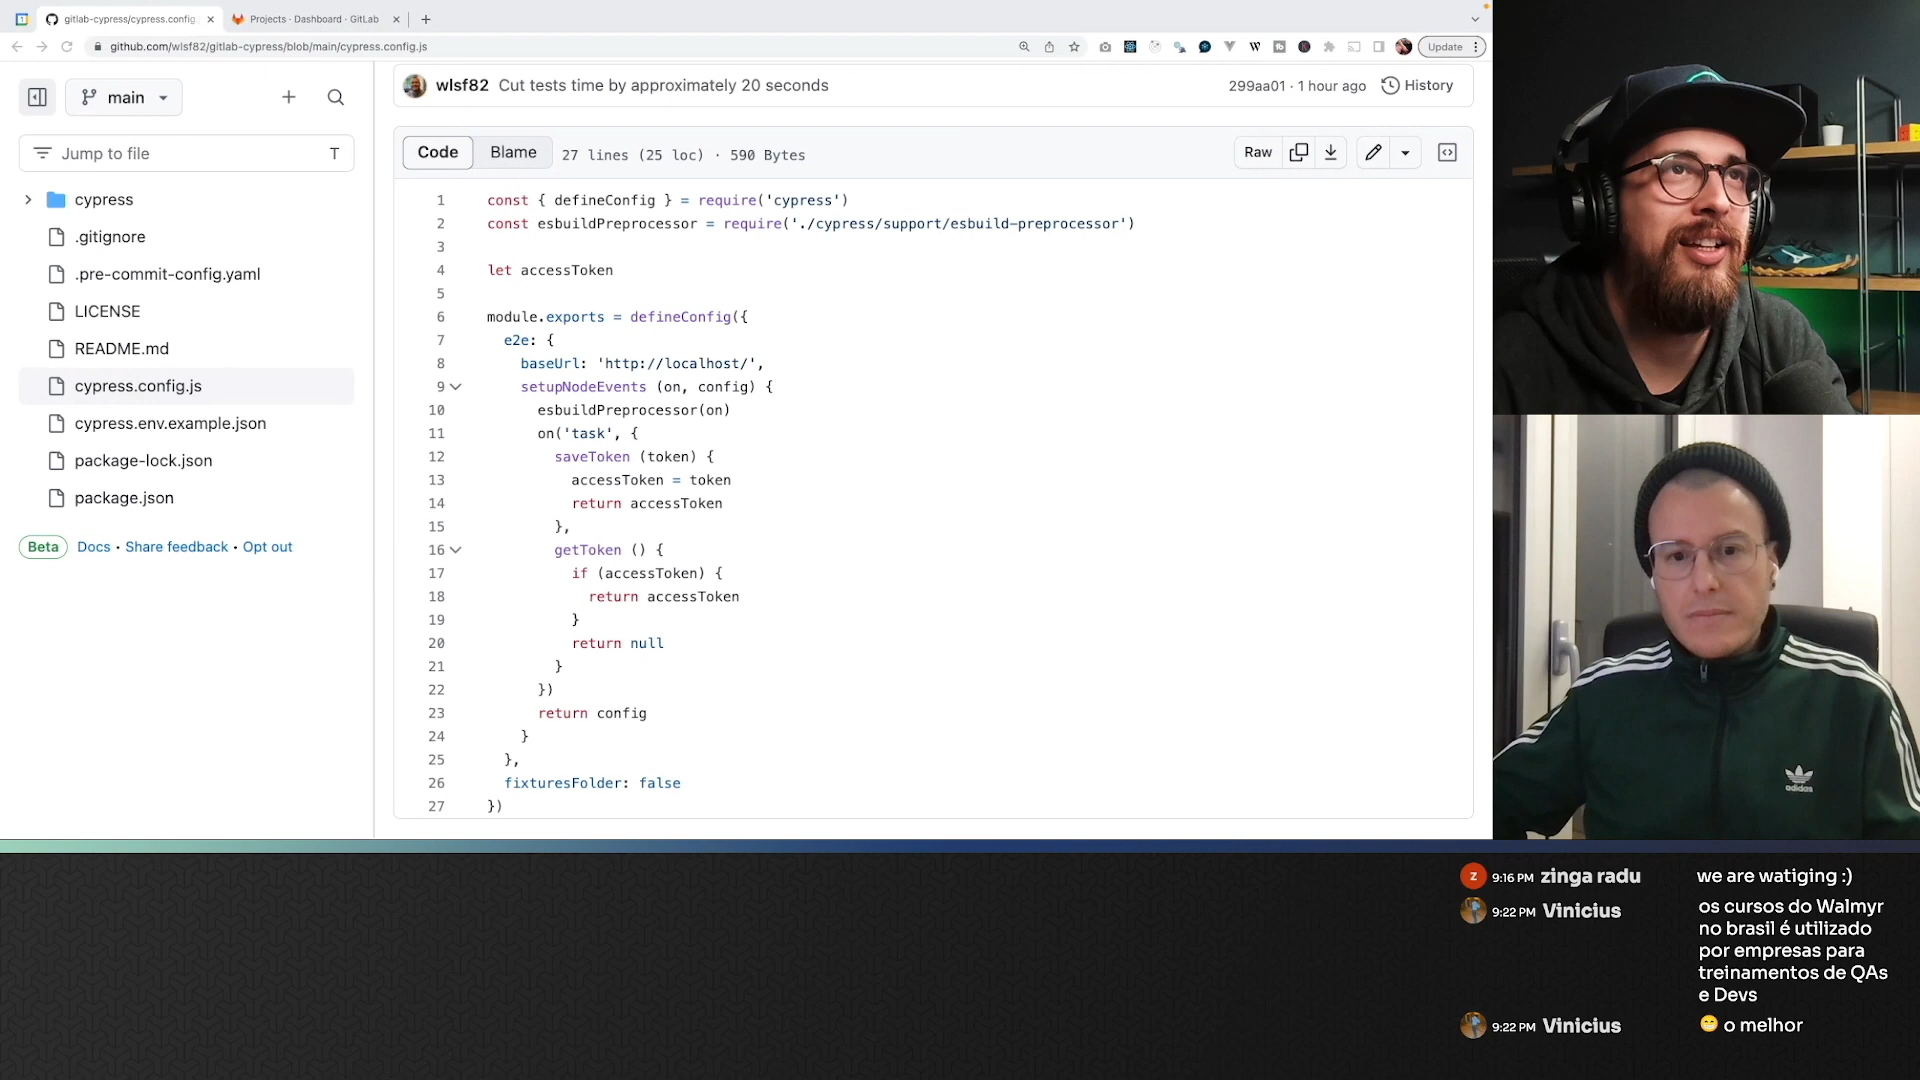 gitlab-cypress/cypress.config
Projects · Dashboard · GitLab
github.com/wlsf82/gitlab-cypress/blob/main/cypress.config.js
Update
main
Jump to file
T
cypress
.gitignore
.pre-commit-config.yaml
LICENSE
README.md
cypress.config.js
cypress.env.example.json
package-lock.json
package.json
Beta Docs • Share feedback • Opt out
wlsf82 Cut tests time by approximately 20 seconds
299aa01 · 1 hour ago History
Code Blame 27 lines (25 loc) · 590 Bytes
Raw
1 const { defineConfig } = require('cypress')
2 const esbuildPreprocessor = require('./cypress/support/esbuild-preprocessor')
3
4 let accessToken
5
6 module.exports = defineConfig({
7 e2e: {
8 baseUrl: 'http://localhost/',
9 setupNodeEvents (on, config) {
10 esbuildPreprocessor(on)
11 on('task', {
12 saveToken (token) {
13 accessToken = token
14 return accessToken
15 },
16 getToken () {
17 if (accessToken) {
18 return accessToken
19 }
20 return null
21 }
22 })
23 return config
24 }
25 },
26 fixturesFolder: false
27 })
adidas
Z 9:16 PM zinga radu we are watiging :)
9:22 PM Vinicius os cursos do Walmyr
no brasil é utilizado
por empresas para
treinamentos de QAs
e Devs
9:22 PM Vinicius 😁 o melhor